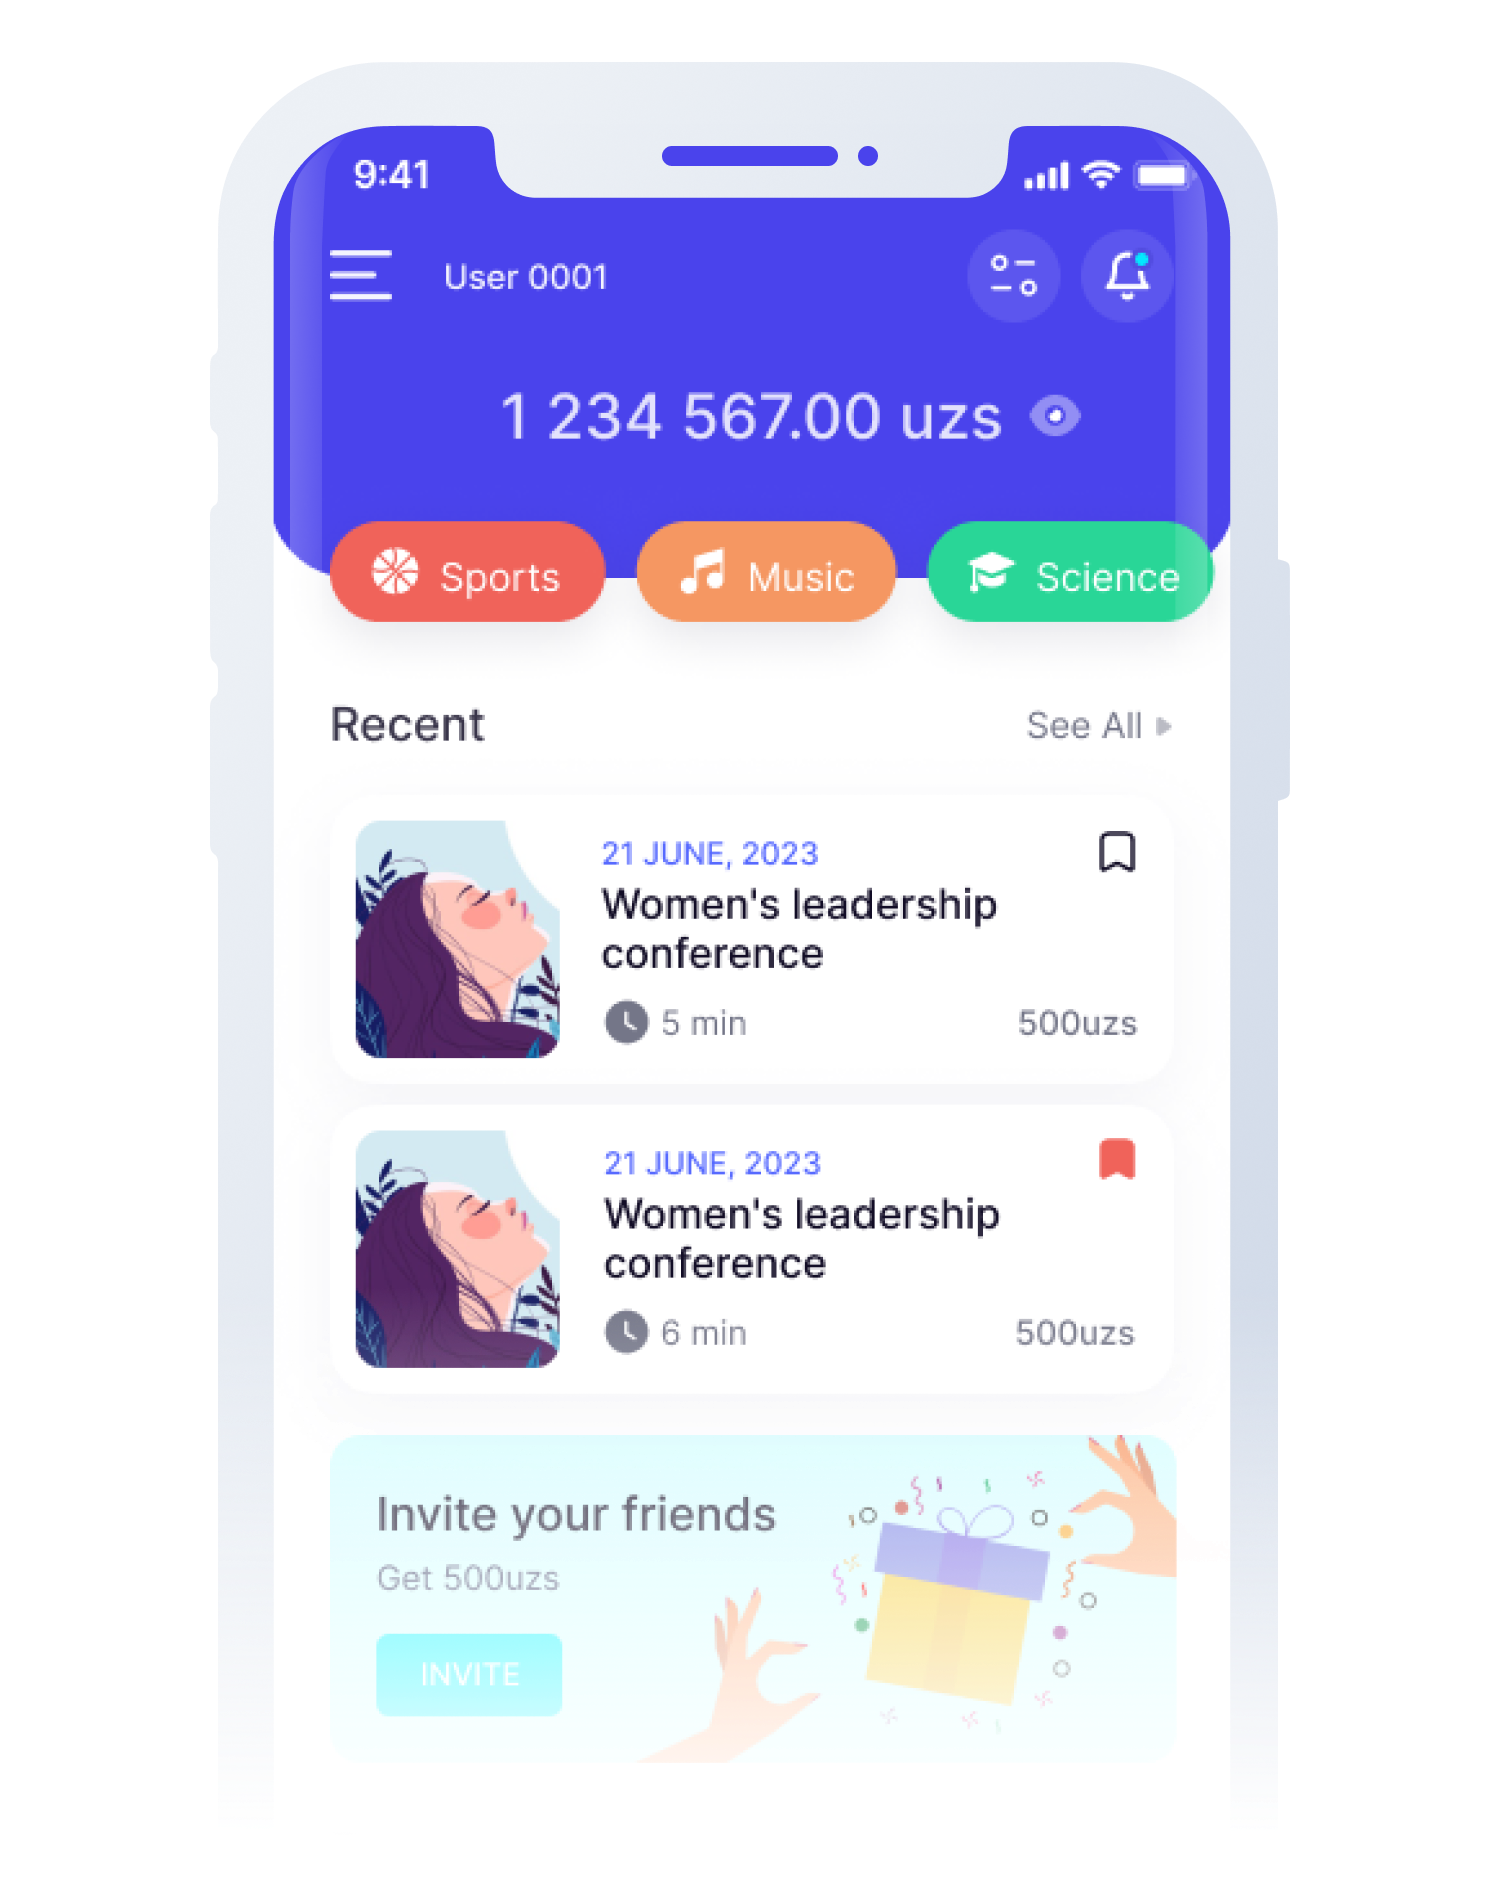 9:41
User 0001
1 234 567.00 uzs
Sports
Music
Science
Recent
See All
21 JUNE, 2023
Women's leadership
conference
5 min
500uzs
21 JUNE, 2023
Women's leadership
conference
6 min
500uzs
Invite your friends
Get 500uzs
INVITE